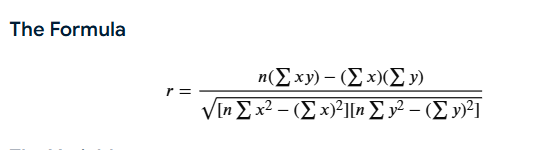 The Formula
r = n(∑ xy) – (∑ x)(∑ y) / √[n ∑ x² – (∑ x)²][n ∑ y² – (∑ y)²]